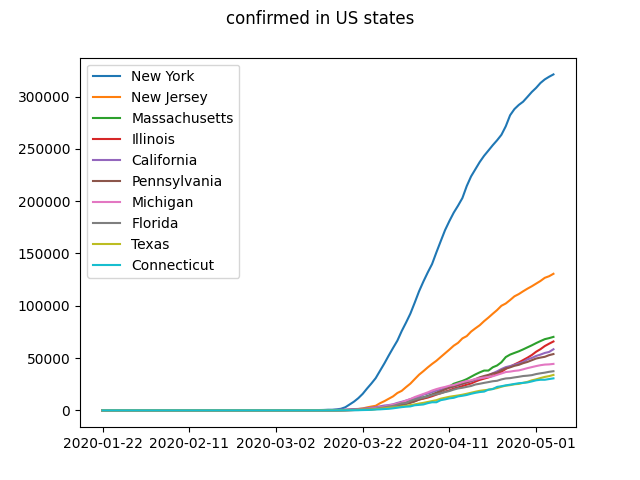 confirmed in US states
300000
250000
200000
150000
100000
50000
0
New York
New Jersey
Massachusetts
Illinois
California
Pennsylvania
Michigan
Florida
Texas
Connecticut
2020-01-22 2020-02-11 2020-03-02 2020-03-22 2020-04-11 2020-05-01